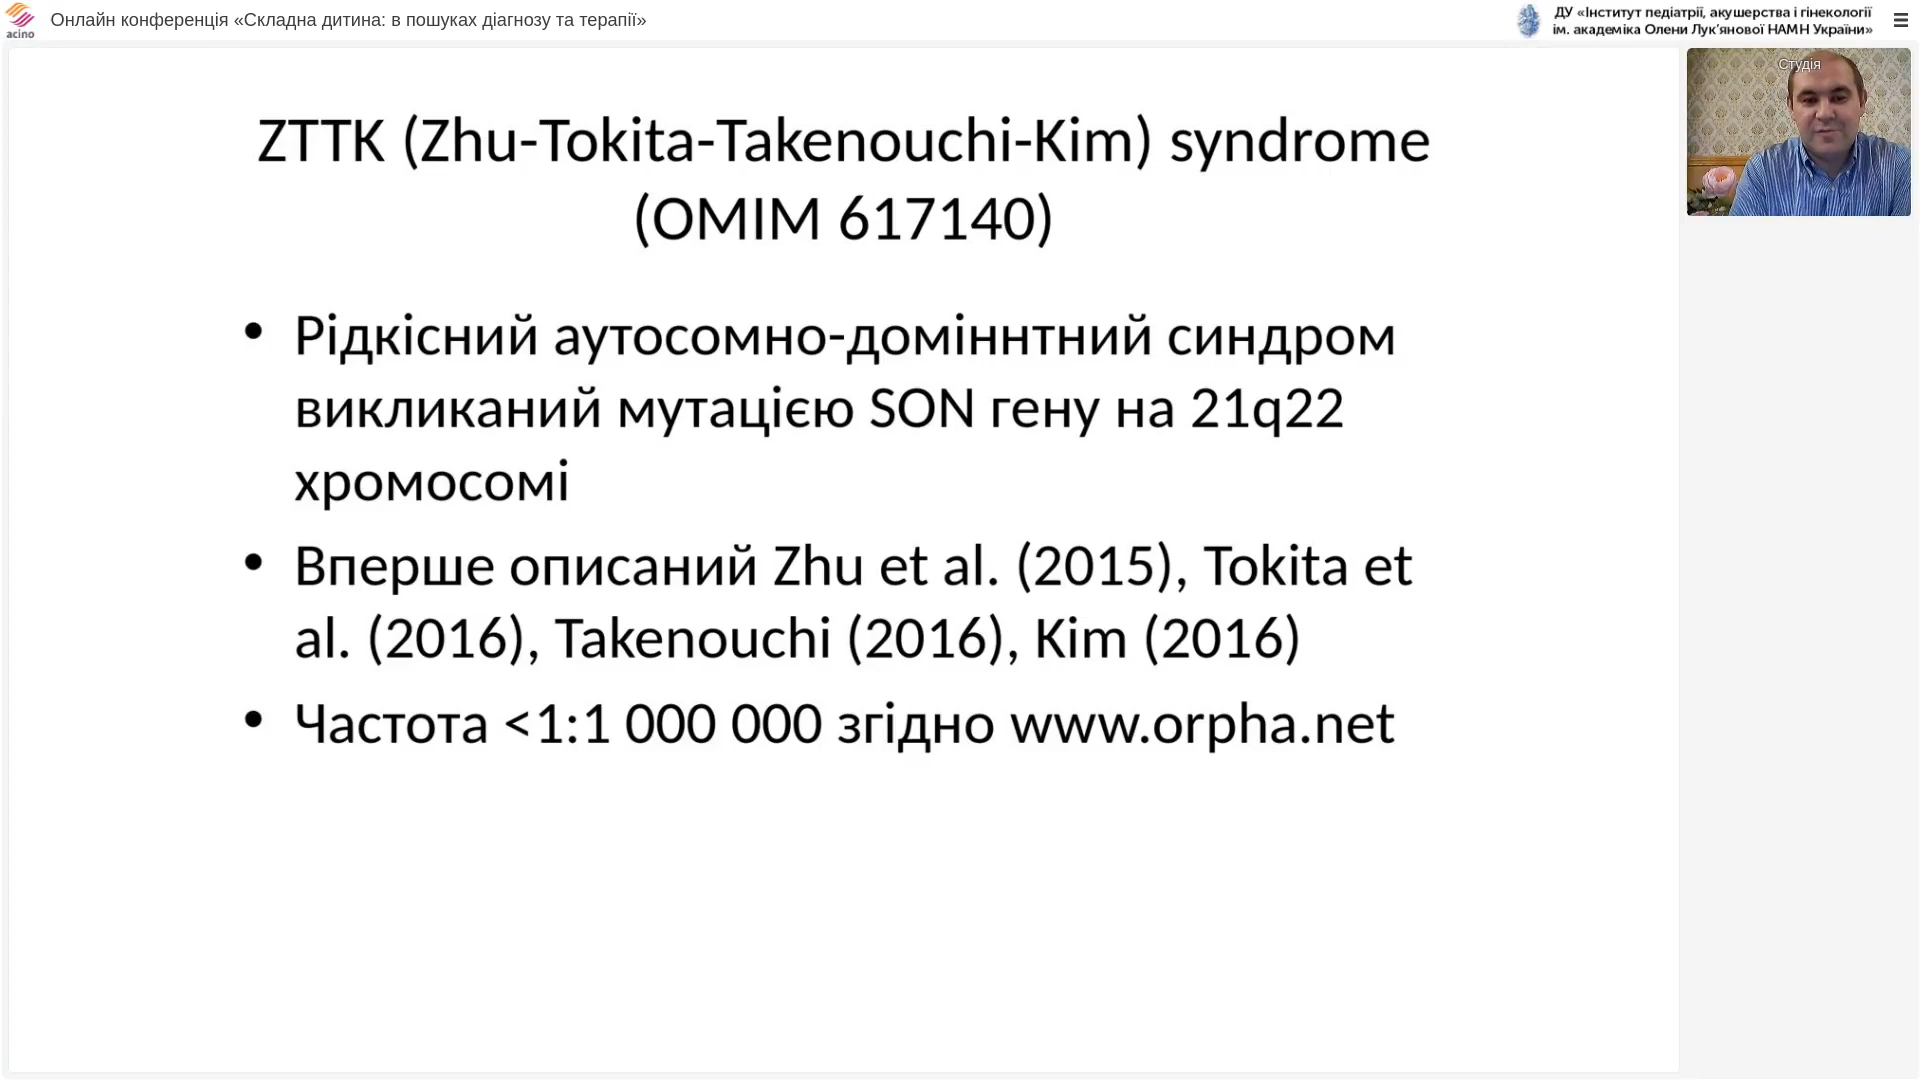 acino
Онлайн конференція «Складна дитина: в пошуках діагнозу та терапії»
ДУ «Інститут педіатрії, акушерства і гінекології
ім. академіка Олени Лук'янової НАМН України»
Студія
ZTTK (Zhu-Tokita-Takenouchi-Kim) syndrome
(OMIM 617140)
• Рідкісний аутосомно-доміннтний синдром
викликаний мутацією SON гену на 21q22
хромосомі
• Вперше описаний Zhu et al. (2015), Tokita et
al. (2016), Takenouchi (2016), Kim (2016)
• Частота <1:1 000 000 згідно www.orpha.net